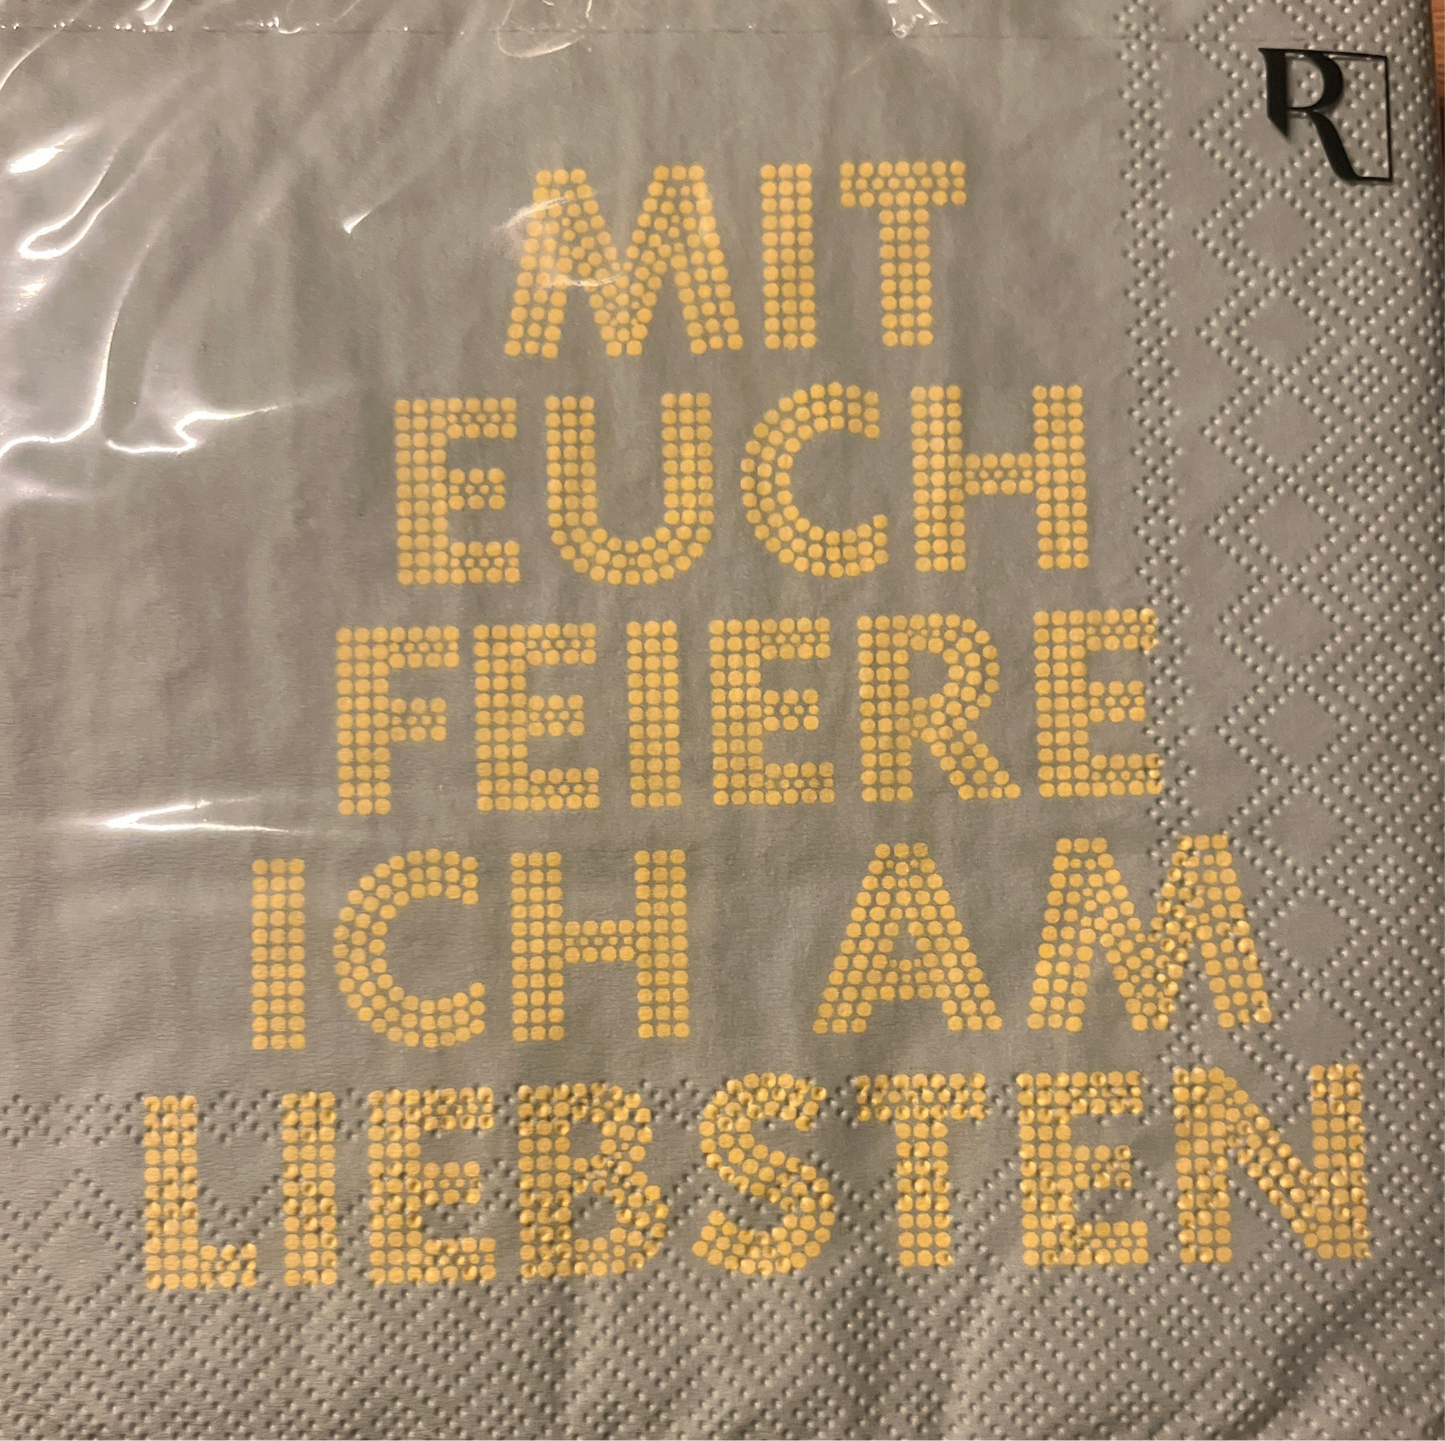 R
MIT
EUCH
FEIERE
ICH AM
LIEBSTEN